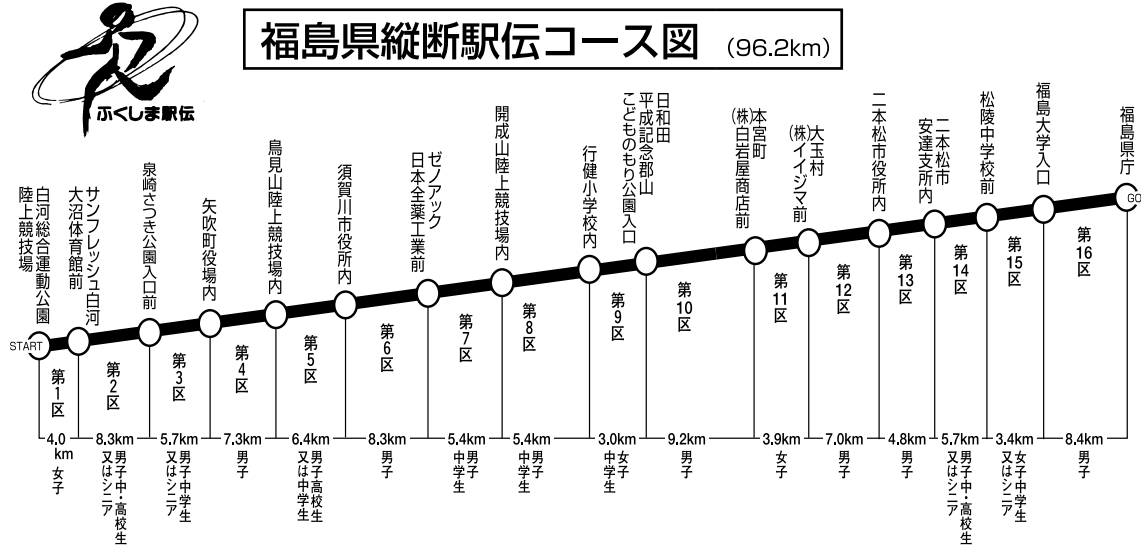 ふくしま駅伝
福島県縦断駅伝コース図 (96.2km)
START
白河総合運動公園
陸上競技場
サンフレッシュ白河
大沼体育館前
泉崎さつき公園入口前
矢吹町役場内
鳥見山陸上競技場内
須賀川市役所内
ゼノアック
日本全薬工業前
開成山陸上競技場内
行健小学校内
日和田
平成記念郡山
こどものもり公園入口
本宮町
(株)白岩屋商店前
大玉村
(株)イイジマ前
二本松市役所内
二本松市
安達支所内
松陵中学校前
福島大学入口
福島県庁
GO
第1区
第2区
第3区
第4区
第5区
第6区
第7区
第8区
第9区
第10区
第11区
第12区
第13区
第14区
第15区
第16区
4.0km
女子
8.3km
男子中・高校生
又はシニア
5.7km
男子中学生
又はシニア
7.3km
男子
6.4km
男子高校生
又は中学生
8.3km
男子
5.4km
男子
中学生
5.4km
男子
中学生
3.0km
女子
中学生
9.2km
男子
3.9km
女子
7.0km
男子
4.8km
男子
5.7km
男子中・高校生
又はシニア
3.4km
女子中学生
又はシニア
8.4km
男子